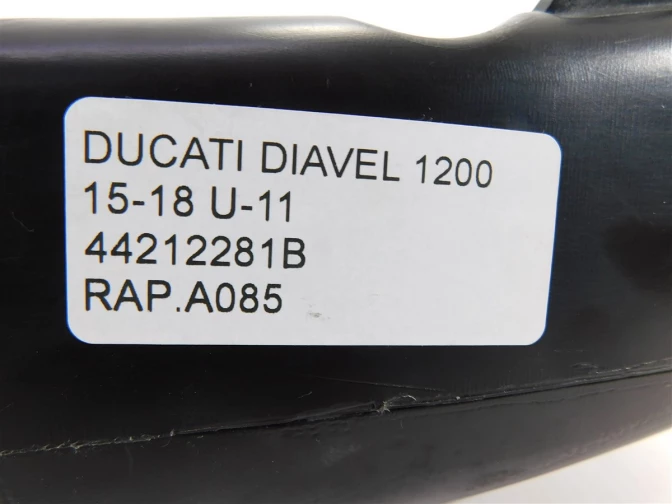 DUCATI DIAVEL 1200
15-18 U-11
44212281B
RAP.A085